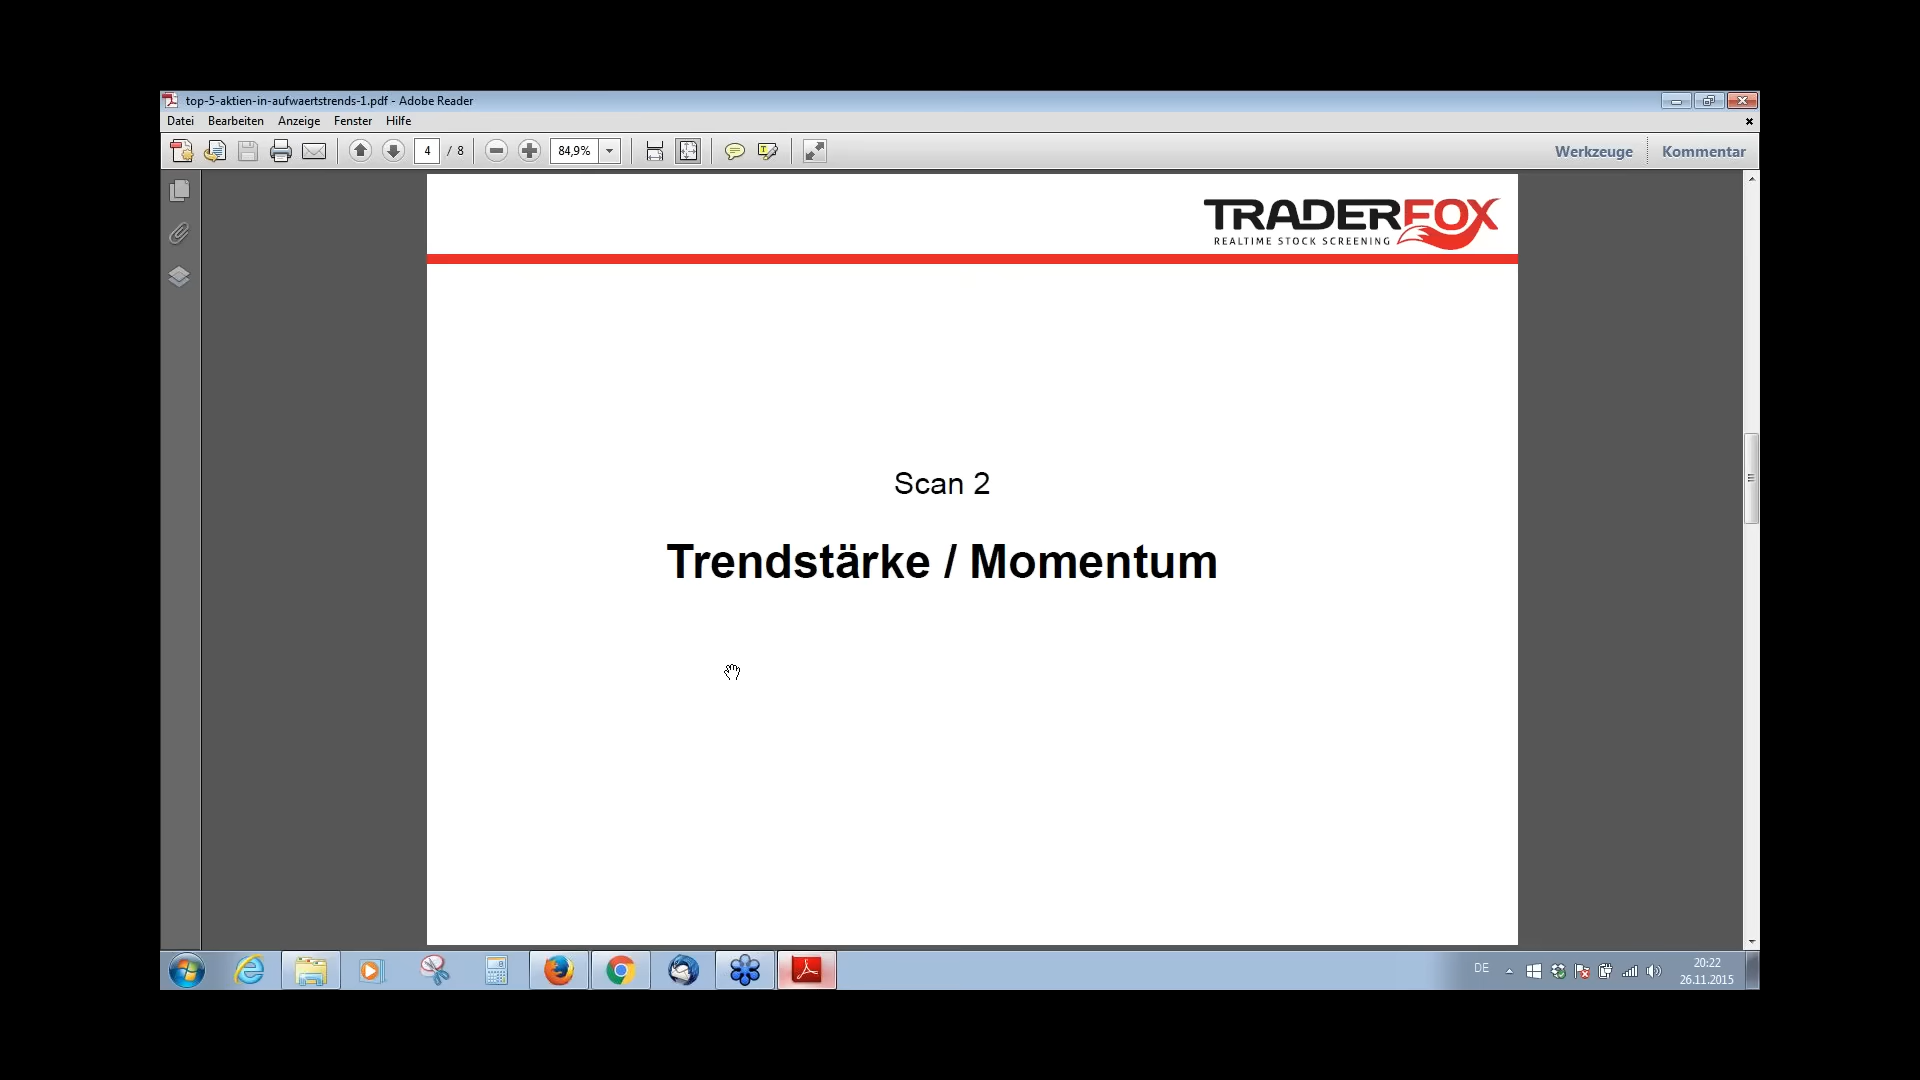 top-5-aktien-in-aufwaertstrends-1.pdf - Adobe Reader
Datei Bearbeiten Anzeige Fenster Hilfe
4 / 8 84,9% Werkzeuge Kommentar
TRADERFOX
REALTIME STOCK SCREENING
Scan 2
Trendstärke / Momentum
DE 20:22
26.11.2015